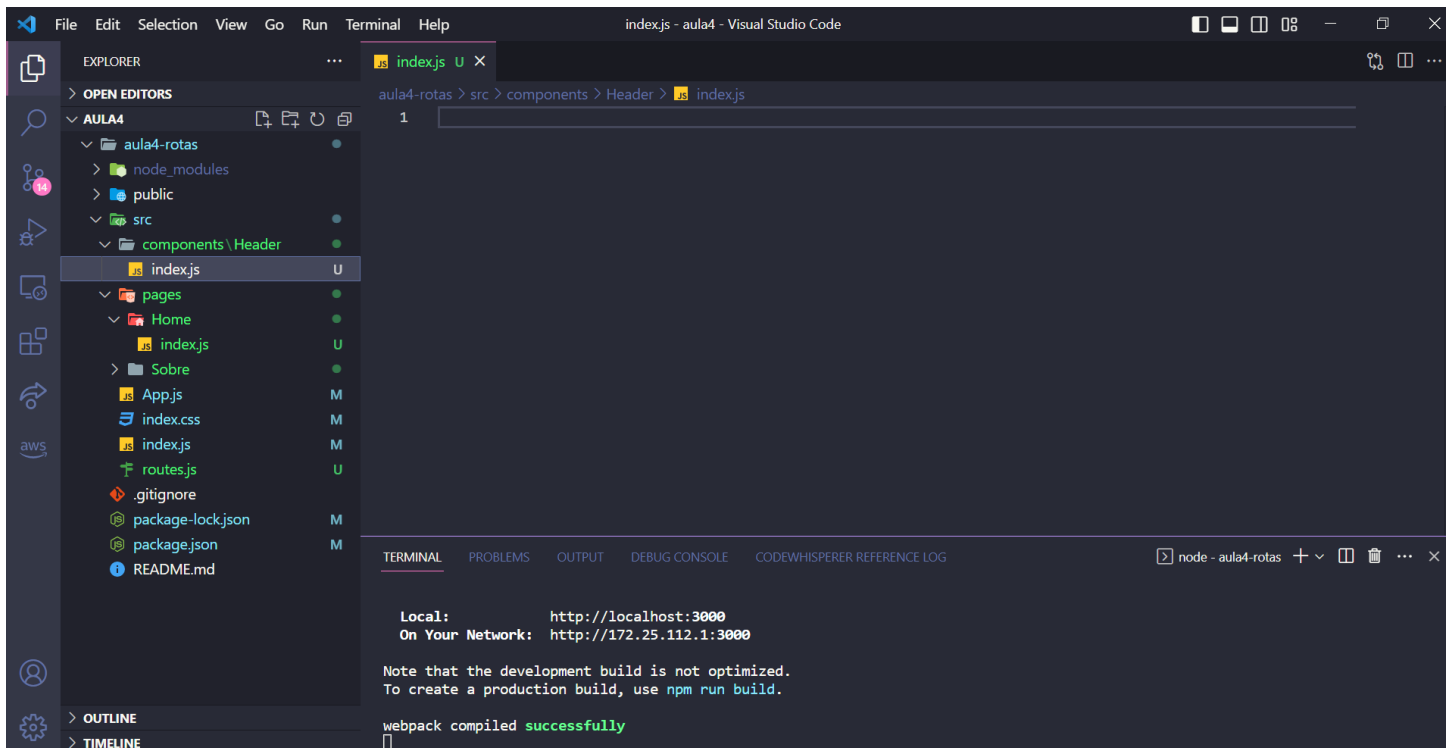 File Edit Selection View Go Run Terminal Help index.js - aula4 - Visual Studio Code
EXPLORER
OPEN EDITORS
AULA4
aula4-rotas
node_modules
public
src
components\Header
index.js U
pages
Home
index.js U
Sobre
App.js M
index.css M
index.js M
routes.js U
.gitignore
package-lock.json M
package.json M
README.md
OUTLINE
TIMELINE
14
aws
index.js U
aula4-rotas > src > components > Header > JS index.js
1
TERMINAL PROBLEMS OUTPUT DEBUG CONSOLE CODEWHISPERER REFERENCE LOG node - aula4-rotas
Local: http://localhost:3000
On Your Network: http://172.25.112.1:3000
Note that the development build is not optimized.
To create a production build, use npm run build.
webpack compiled successfully